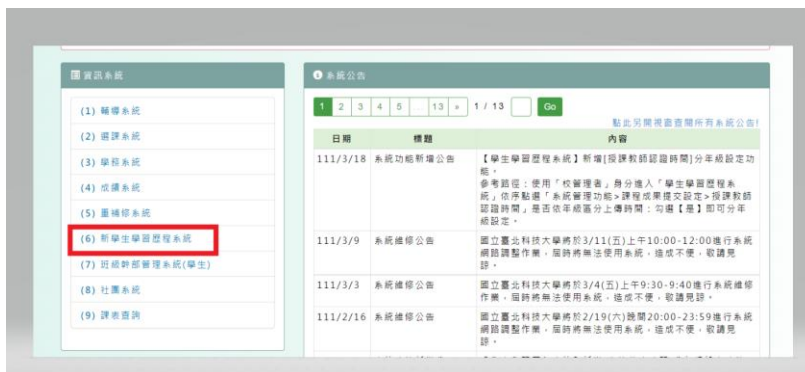 資訊系統
(1) 輔導系統
(2) 選課系統
(3) 學務系統
(4) 成績系統
(5) 重補修系統
(6) 新學生學習歷程系統
(7) 班級幹部管理系統(學生)
(8) 社團系統
(9) 課表查詢
系統公告
1 2 3 4 5 ... 13 » 1 / 13 Go
點此另開視窗查閱所有系統公告!
日期 標題 內容
111/3/18 系統功能新增公告 【學生學習歷程系統】新增[授課教師認證時間]分年級設定功
能。
參考路徑：使用「校管理者」身分進入「學生學習歷程系
統」依序點選「系統管理功能>課程成果提交設定>授課教師
認證時間」是否依年級區分上傳時間：勾選【是】即可分年
級設定。
111/3/9 系統維修公告 國立臺北科技大學將於3/11(五)上午10:00-12:00進行系統
網路調整作業，屆時將無法使用系統，造成不便，敬請見
諒。
111/3/3 系統維修公告 國立臺北科技大學將於3/4(五)上午9:30-9:40進行系統維修
作業，屆時將無法使用系統，造成不便，敬請見諒。
111/2/16 系統維修公告 國立臺北科技大學將於2/19(六)晚間20:00-23:59進行系統
網路調整作業，屆時將無法使用系統，造成不便，敬請見
諒。